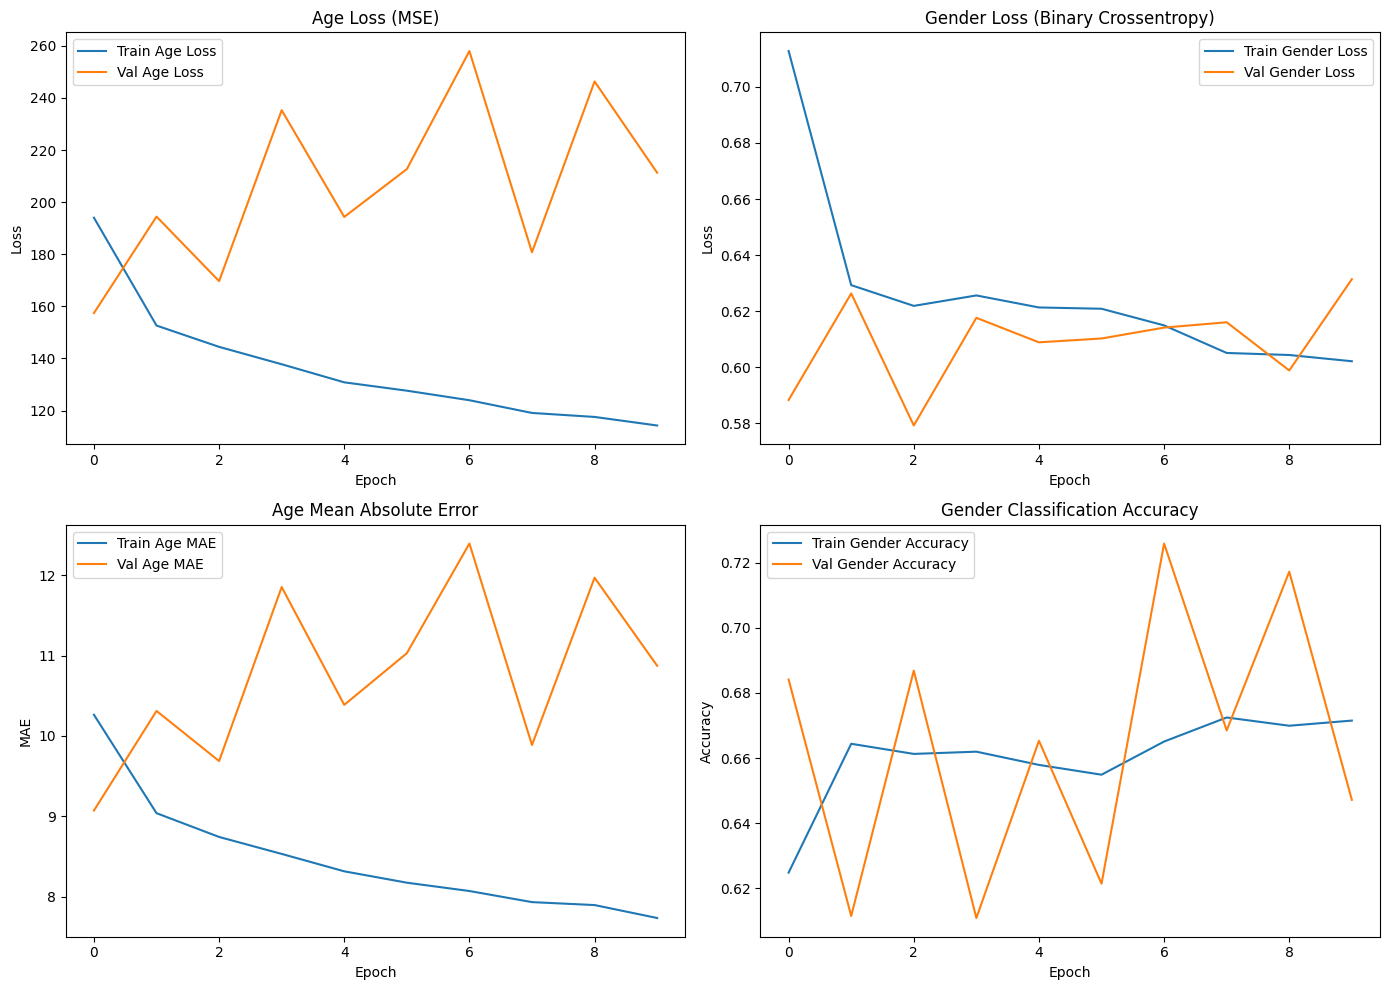 Age Loss (MSE)
Train Age Loss
Val Age Loss
260
240
220
200
180
160
140
120
Loss
0 2 4 6 8
Epoch
Gender Loss (Binary Crossentropy)
Train Gender Loss
Val Gender Loss
0.70
0.68
0.66
0.64
0.62
0.60
0.58
Loss
0 2 4 6 8
Epoch
Age Mean Absolute Error
Train Age MAE
Val Age MAE
12
11
10
9
8
MAE
0 2 4 6 8
Epoch
Gender Classification Accuracy
Train Gender Accuracy
Val Gender Accuracy
0.72
0.70
0.68
0.66
0.64
0.62
Accuracy
0 2 4 6 8
Epoch